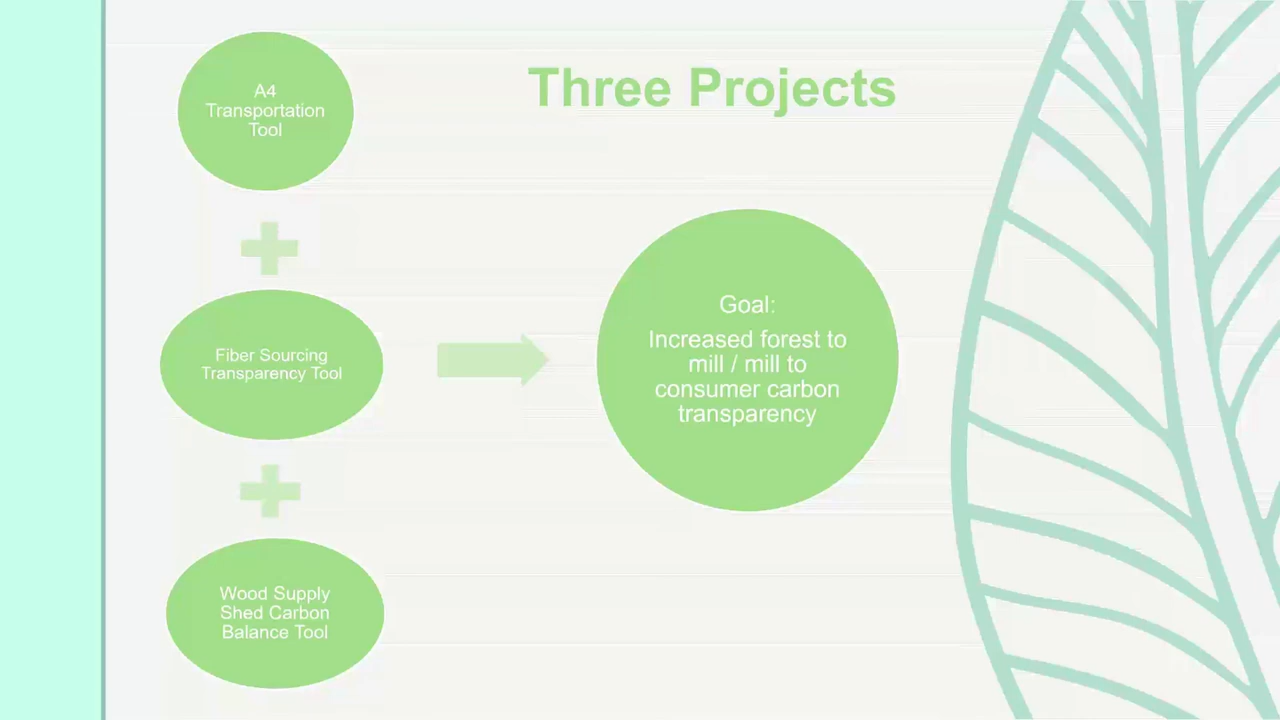 Three Projects
A4
Transportation
Tool
Fiber Sourcing
Transparency Tool
Wood Supply
Shed Carbon
Balance Tool
Goal:
Increased forest to
mill / mill to
consumer carbon
transparency